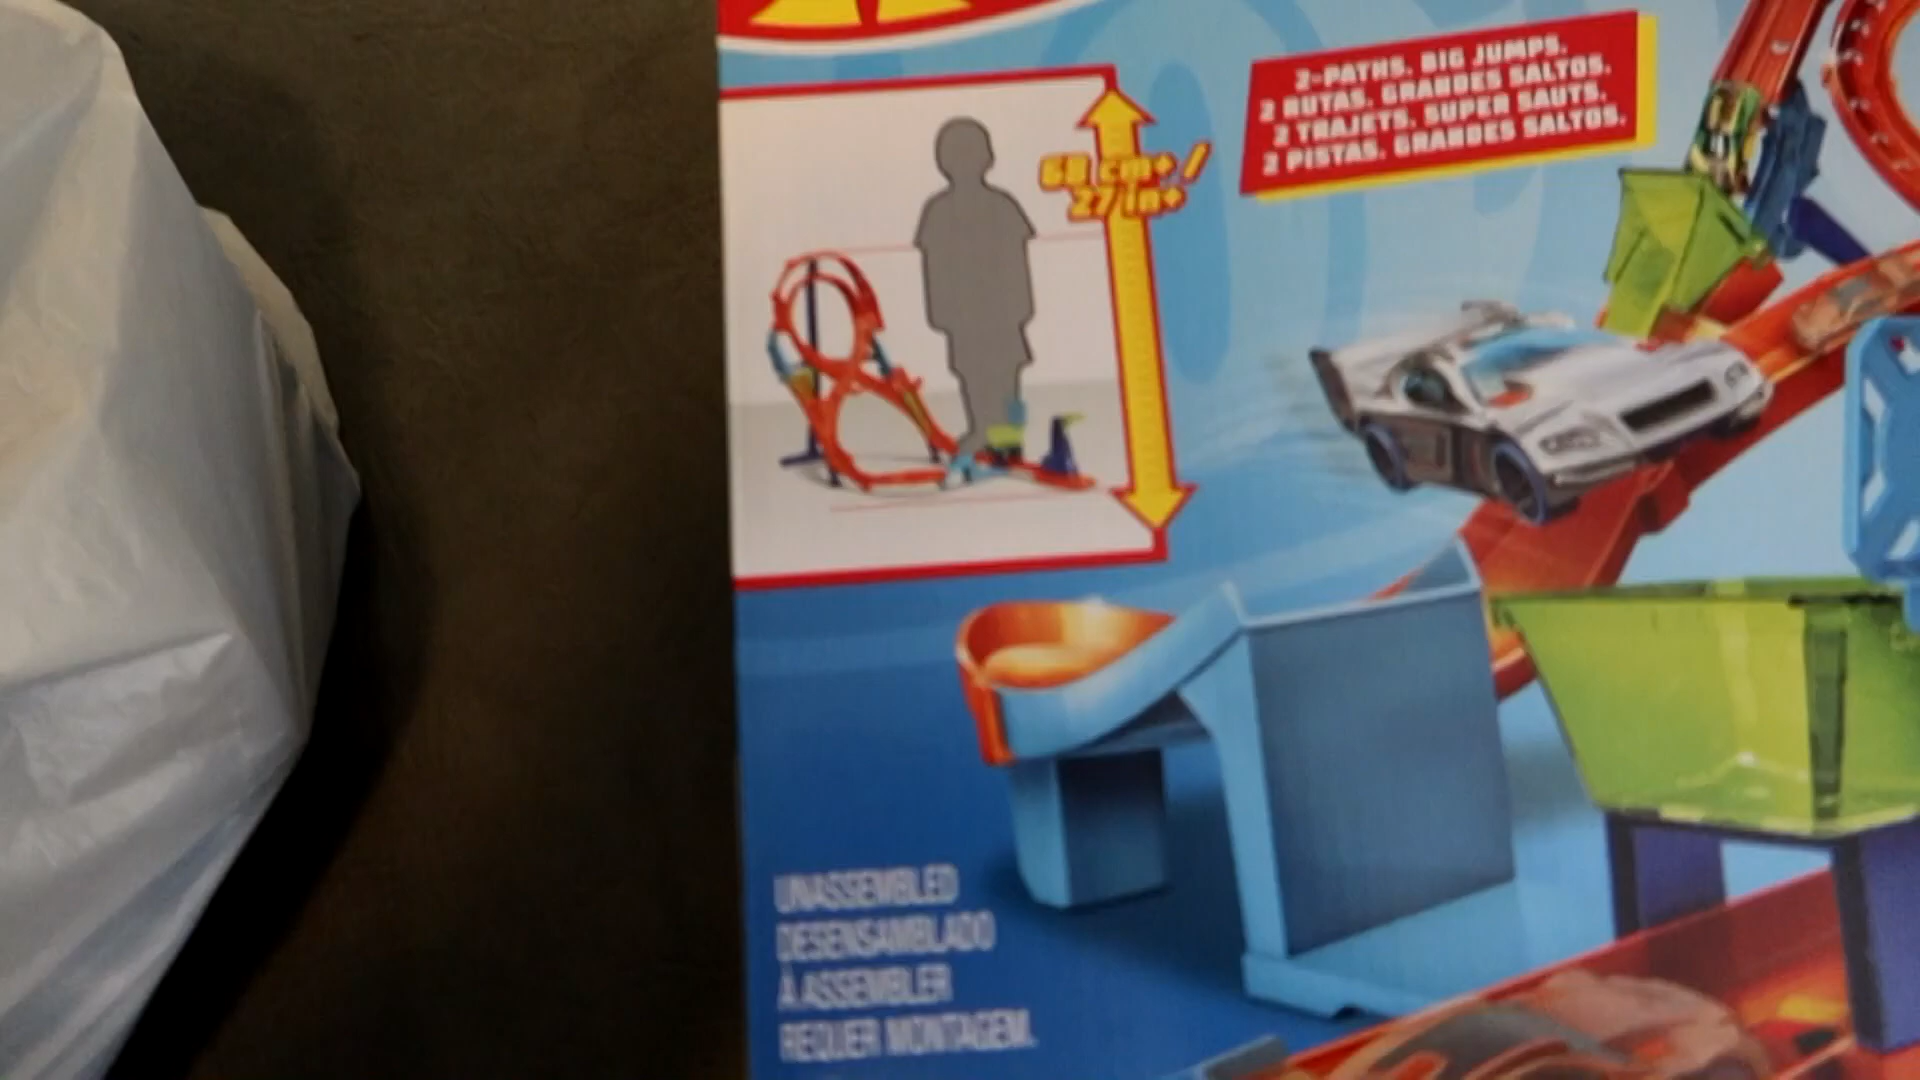 2-PATHS. BIG JUMPS.
2 RUTAS. GRANDES SALTOS.
2 TRAJETS. SUPER SAUTS.
2 PISTAS. GRANDES SALTOS.
68 cm+ /
27 in+
UNASSEMBLED
DESENSAMBLADO
À ASSEMBLER
REQUER MONTAGEM.